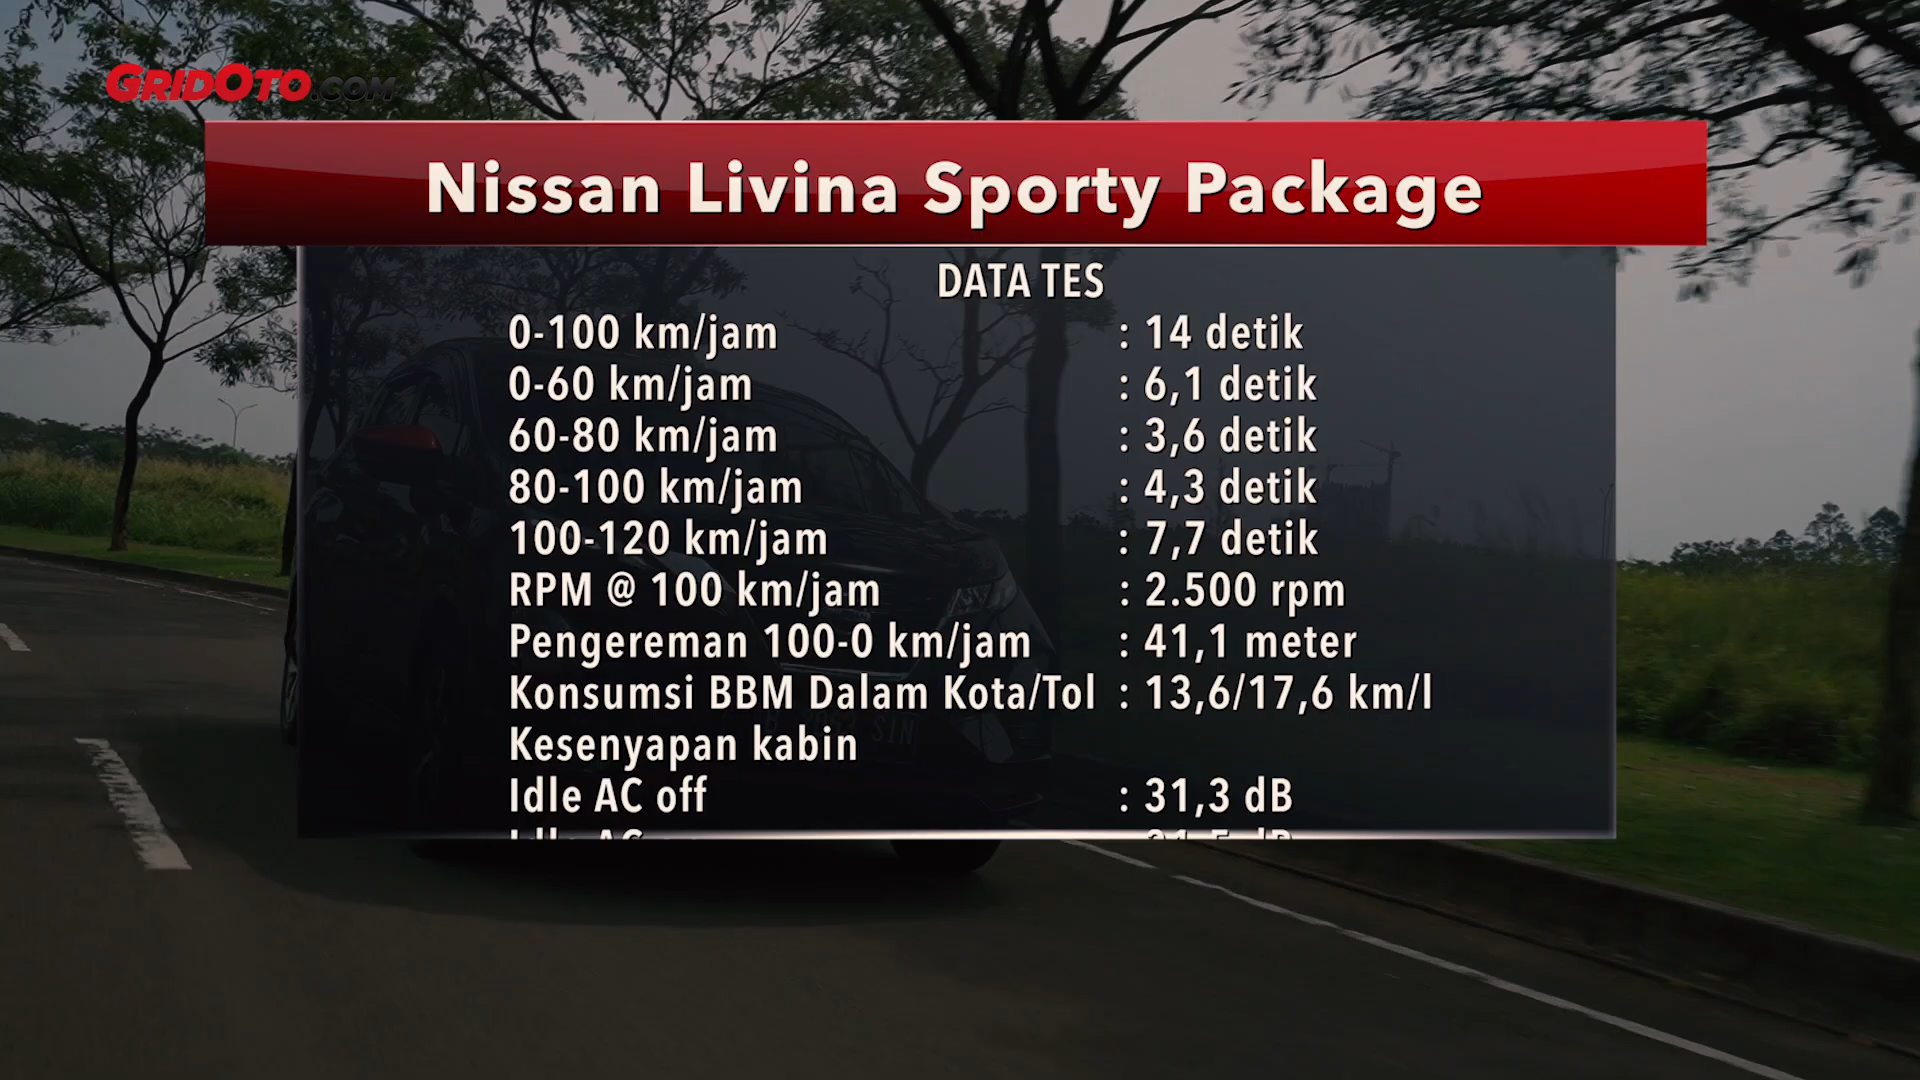 GRIDOTO.COM
Nissan Livina Sporty Package
DATA TES
0-100 km/jam : 14 detik
0-60 km/jam : 6,1 detik
60-80 km/jam : 3,6 detik
80-100 km/jam : 4,3 detik
100-120 km/jam : 7,7 detik
RPM @ 100 km/jam : 2.500 rpm
Pengereman 100-0 km/jam : 41,1 meter
Konsumsi BBM Dalam Kota/Tol : 13,6/17,6 km/l
Kesenyapan kabin
Idle AC off : 31,3 dB